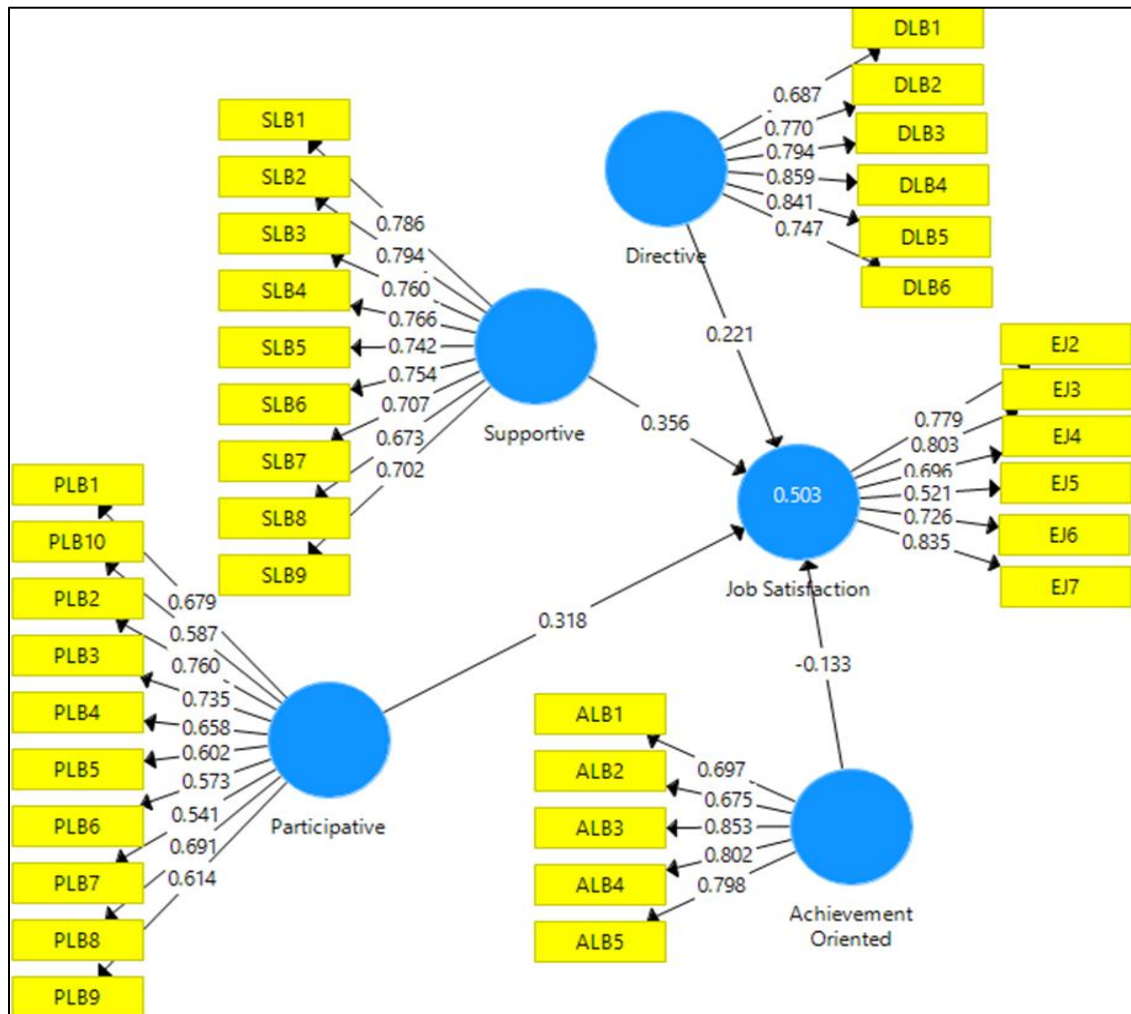 DLB1
DLB2
DLB3
DLB4
DLB5
DLB6
0.687
0.770
0.794
0.859
0.841
0.747
Directive
0.221
SLB1
SLB2
SLB3
SLB4
SLB5
SLB6
SLB7
SLB8
SLB9
0.786
0.794
0.760
0.766
0.742
0.754
0.707
0.673
0.702
Supportive
0.356
EJ2
EJ3
EJ4
EJ5
EJ6
EJ7
0.779
0.803
0.696
0.521
0.726
0.835
0.503
Job Satisfaction
PLB1
PLB10
PLB2
PLB3
PLB4
PLB5
PLB6
PLB7
PLB8
PLB9
0.679
0.587
0.760
0.735
0.658
0.602
0.573
0.541
0.691
0.614
Participative
0.318
-0.133
ALB1
ALB2
ALB3
ALB4
ALB5
0.697
0.675
0.853
0.802
0.798
Achievement
Oriented